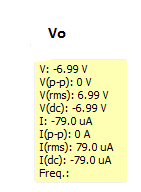 Vo
V: -6.99 V
V(p-p): 0 V
V(rms): 6.99 V
V(dc): -6.99 V
I: -79.0 uA
I(p-p): 0 A
I(rms): 79.0 uA
I(dc): -79.0 uA
Freq.: